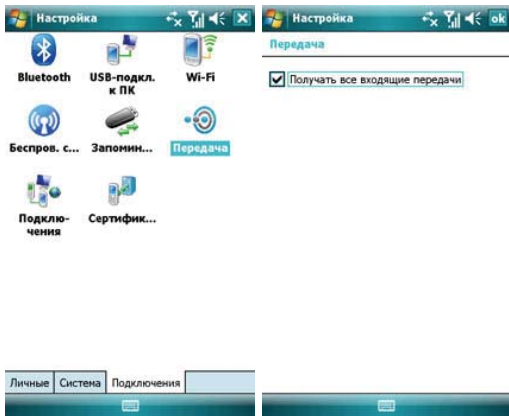 Настройка
Bluetooth
USB-подкл.
к ПК
Wi-Fi
Беспров. с...
Запомин...
Передача
Подклю-
чения
Сертифик...
Личные
Система
Подключения
Настройка
ok
Передача
Получать все входящие передачи